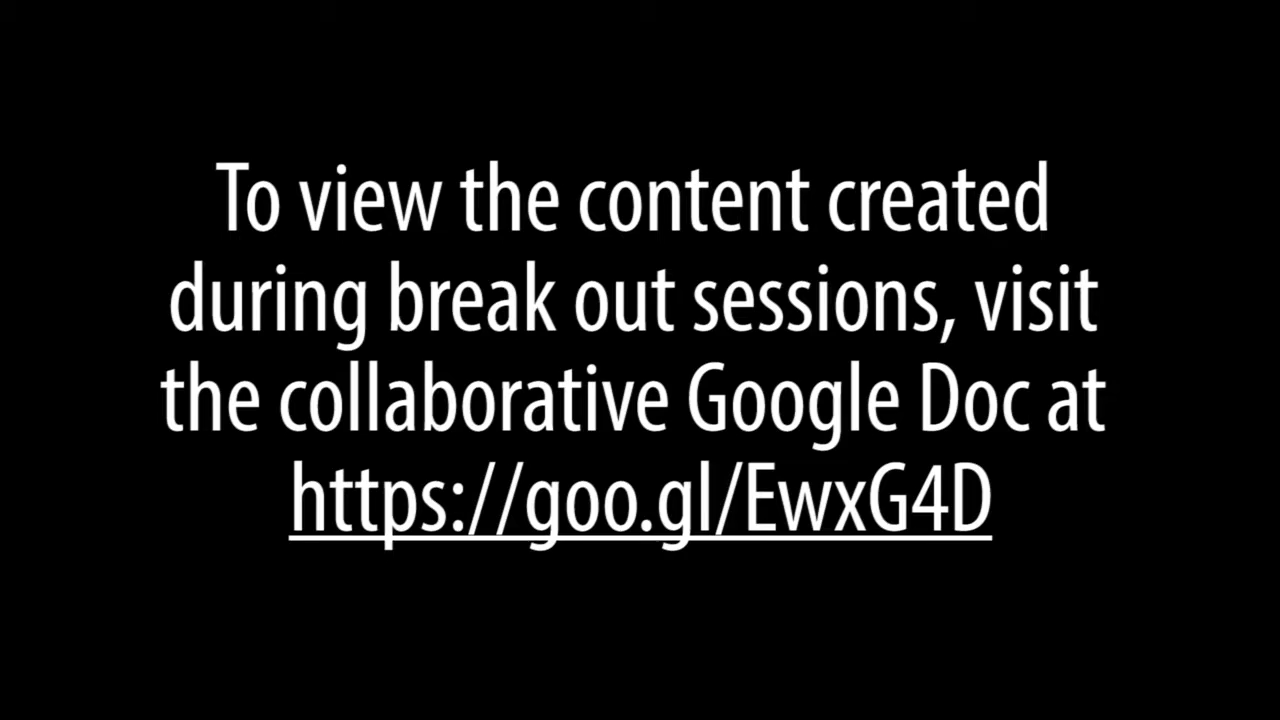 To view the content created
during break out sessions, visit
the collaborative Google Doc at
https://goo.gl/EwxG4D